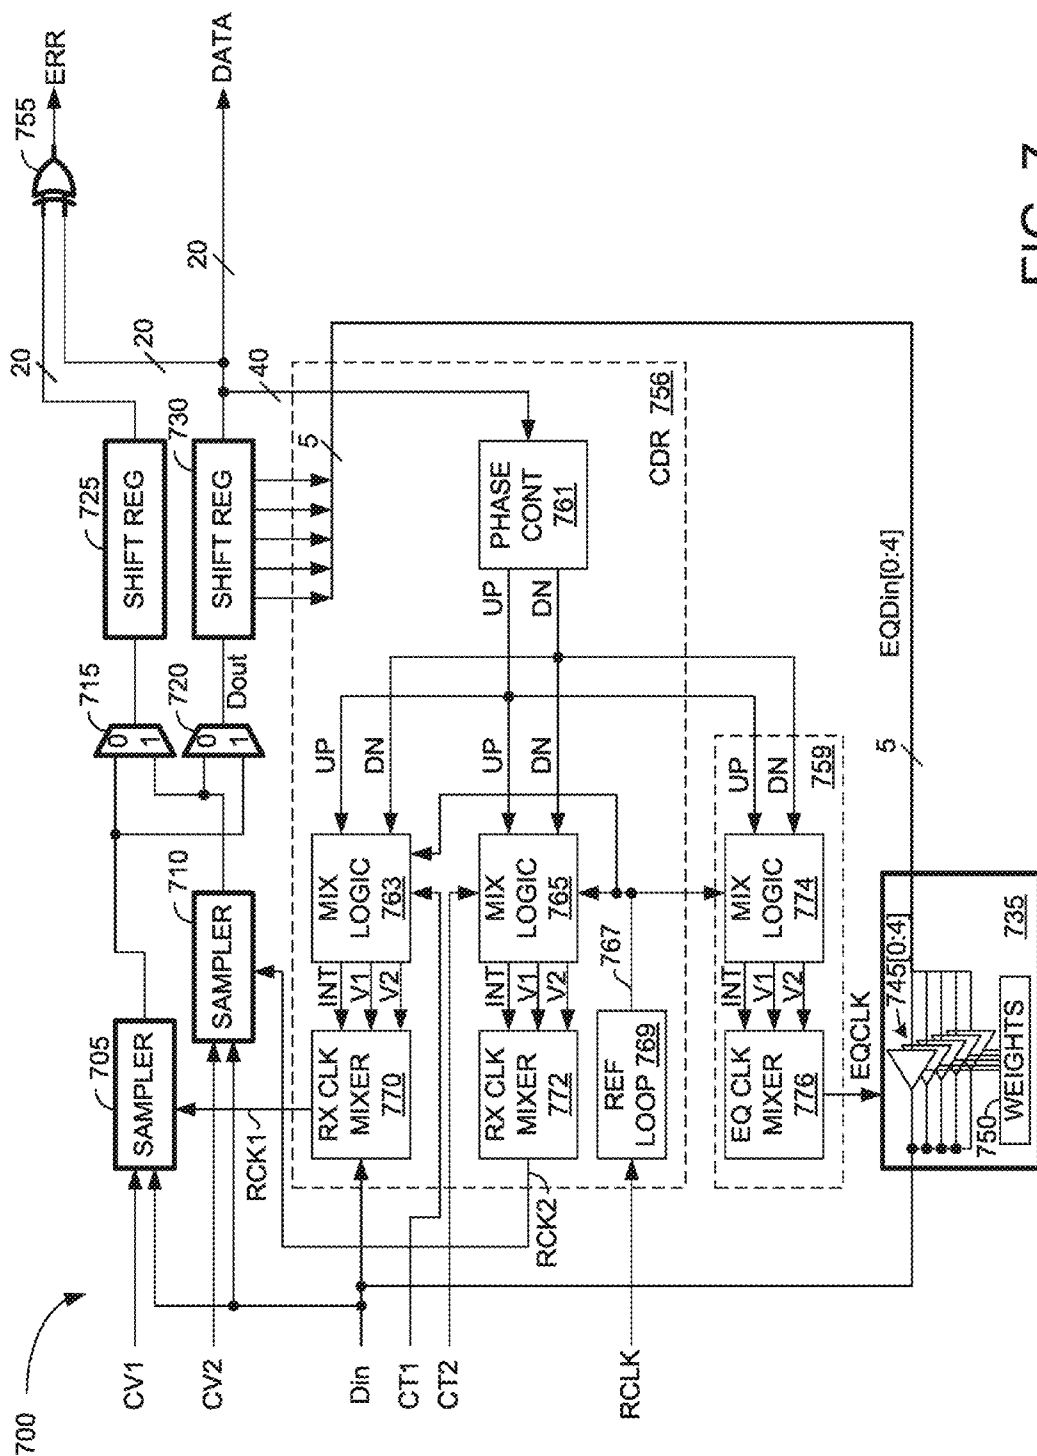 700
CV1
CV2
Din
CT1
CT2
RCLK
705
SAMPLER
710
SAMPLER
RCK1
RCK2
715
0
1
720
0
1
Dout
725
SHIFT REG
730
SHIFT REG
20
20
20
40
755
ERR
DATA
5
CDR 756
PHASE CONT 761
UP
DN
UP
DN
UP
DN
UP
DN
MIX LOGIC 763
MIX LOGIC 765
MIX LOGIC 774
759
INT
V1
V2
INT
V1
V2
INT
V1
V2
RX CLK MIXER 770
RX CLK MIXER 772
REF LOOP 769
767
EQ CLK MIXER 776
EQCLK
EQDin[0:4]
5
745[0:4]
735
750
WEIGHTS